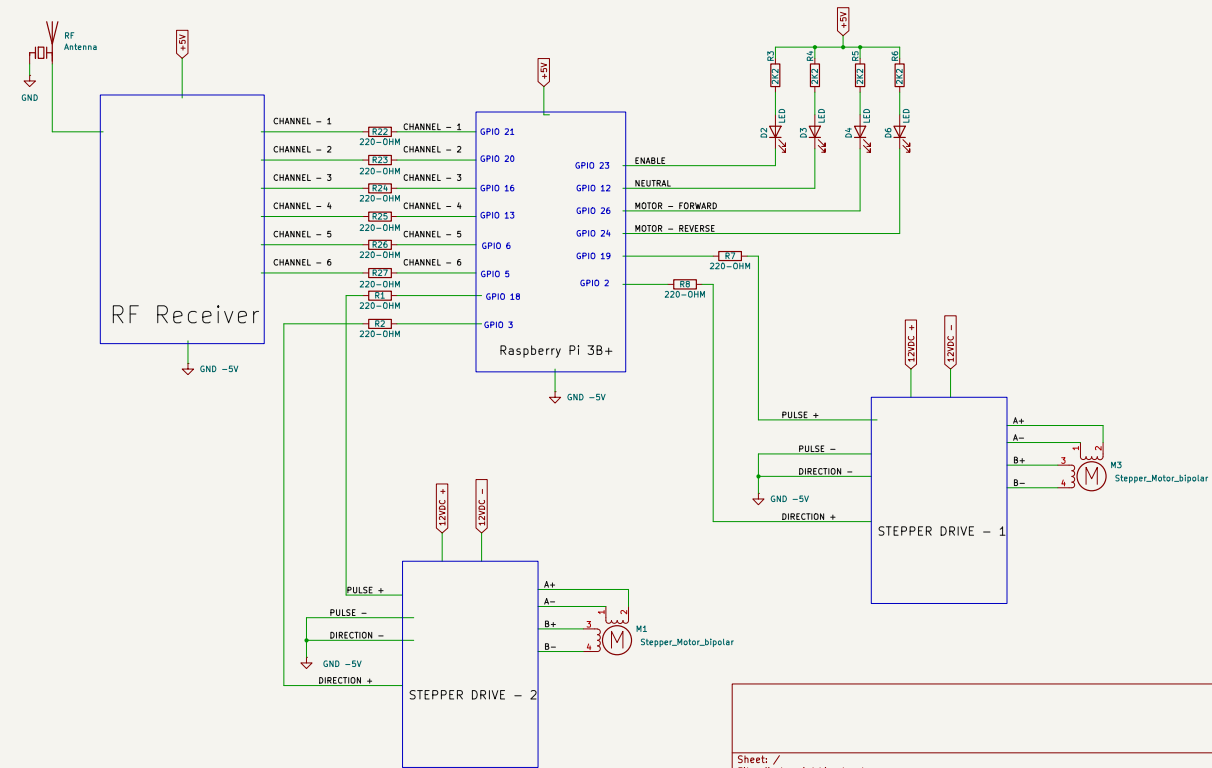 RF
Antenna
GND
+5V
CHANNEL - 1
CHANNEL - 2
CHANNEL - 3
CHANNEL - 4
CHANNEL - 5
CHANNEL - 6
RF Receiver
GND -5V
R22
220-OHM
R23
220-OHM
R24
220-OHM
R25
220-OHM
R26
220-OHM
R27
220-OHM
R1
220-OHM
R2
220-OHM
CHANNEL - 1
CHANNEL - 2
CHANNEL - 3
CHANNEL - 4
CHANNEL - 5
CHANNEL - 6
+5V
GPIO 21
GPIO 20
GPIO 16
GPIO 13
GPIO 6
GPIO 5
GPIO 18
GPIO 3
GPIO 23
GPIO 12
GPIO 26
GPIO 24
GPIO 19
GPIO 2
Raspberry Pi 3B+
GND -5V
ENABLE
NEUTRAL
MOTOR - FORWARD
MOTOR - REVERSE
+5V
R3
2K2
R4
2K2
R5
2K2
R6
2K2
D2
LED
D3
LED
D4
LED
D6
LED
R7
220-OHM
R8
220-OHM
12VDC +
12VDC -
PULSE +
PULSE -
DIRECTION -
GND -5V
DIRECTION +
STEPPER DRIVE - 1
A+
A-
B+
B-
1
2
3
4
M
M3
Stepper_Motor_bipolar
12VDC +
12VDC -
PULSE +
PULSE -
DIRECTION -
GND -5V
DIRECTION +
STEPPER DRIVE - 2
A+
A-
B+
B-
1
2
3
4
M
M1
Stepper_Motor_bipolar
Sheet: /